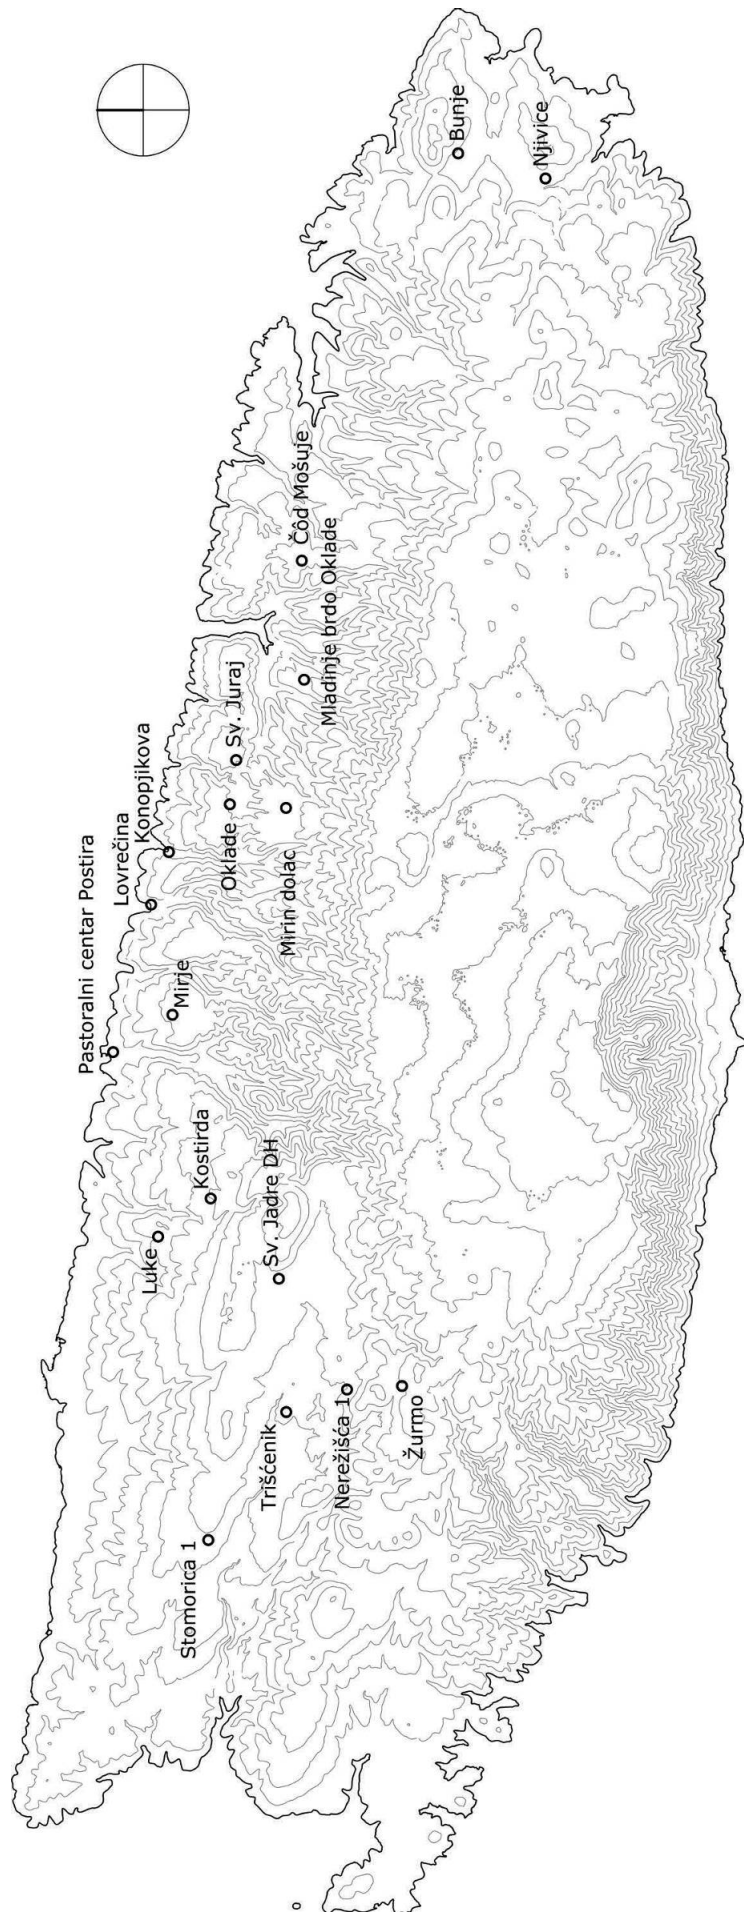 Stomorica 1
Trišćenik
Nerežišća 1
Žurmo
Luke
Kostirda
Sv. Jadre DH
Pastoralni centar Postira
Mirje
Lovrečina
Konopjikova
Oklade
Mirin dolac
Sv. Juraj
Mladinje brdo Oklade
Čôd Mošuje
Njivice
Bunje